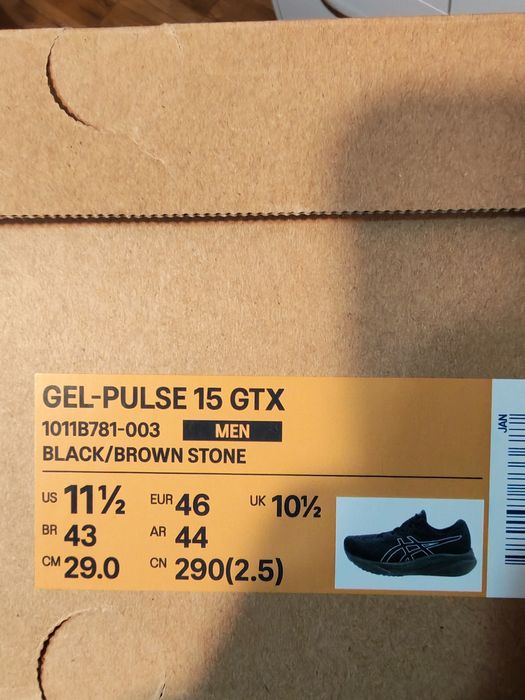 GEL-PULSE 15 GTX
1011B781-003 MEN
BLACK/BROWN STONE
US 11½ EUR 46 UK 10½
BR 43 AR 44
CM 29.0 CN 290(2.5)
JAN